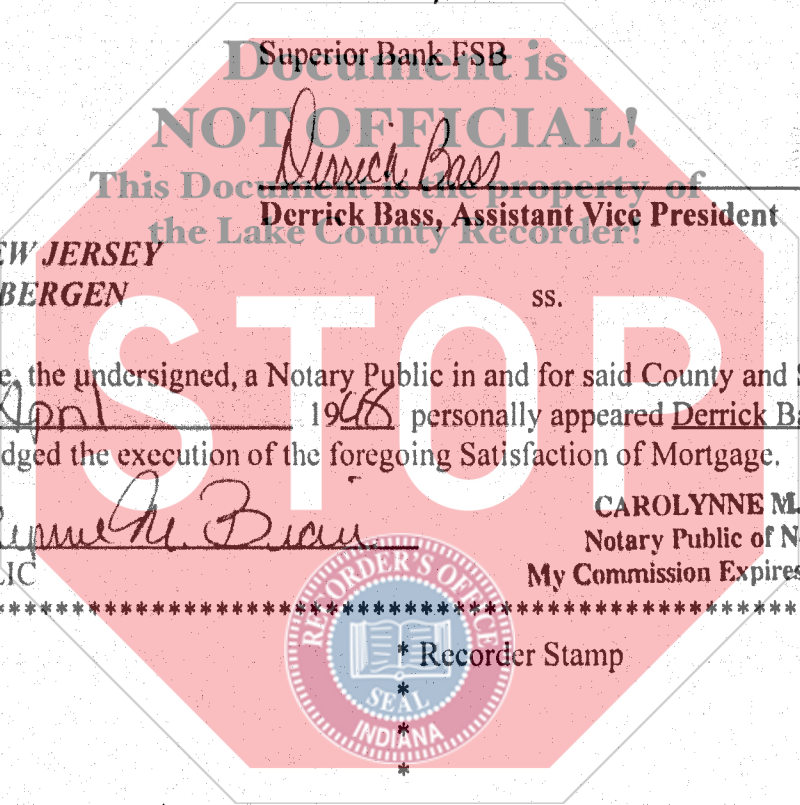 Superior Bank FSB
Document is
NOT OFFICIAL!
Derrick Bass
This Document is the property of
Derrick Bass, Assistant Vice President
the Lake County Recorder!
EW JERSEY
BERGEN ss.
STOP
e, the undersigned, a Notary Public in and for said County and S
April 1998 personally appeared Derrick Ba
dged the execution of the foregoing Satisfaction of Mortgage.
CAROLYNNE M.
lynne M. 
Notary Public of N
LIC
My Commission Expires
******************************************************************
RECORDER'S OFFICE
* Recorder Stamp
*
SEAL
*
INDIANA
*